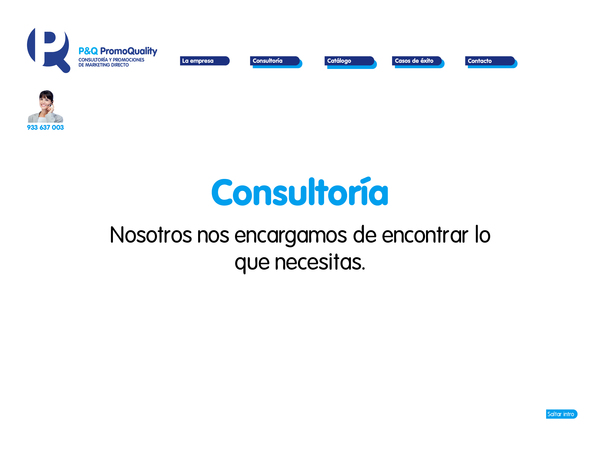 P&Q PromoQuality
CONSULTORÍA Y PROMOCIONES
DE MARKETING DIRECTO
La empresa
Consultoría
Catálogo
Casos de éxito
Contacto
933 637 003
Consultoría
Nosotros nos encargamos de encontrar lo
que necesitas.
Saltar intro